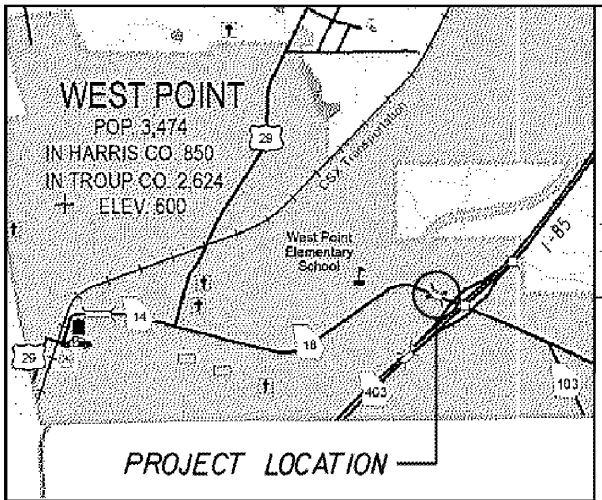 WEST POINT
POP. 3,474
IN HARRIS CO. 850
IN TROUP CO. 2,624
ELEV. 600
29
CSX Transportation
West Point
Elementary
School
I-85
14
18
29
403
103
PROJECT LOCATION